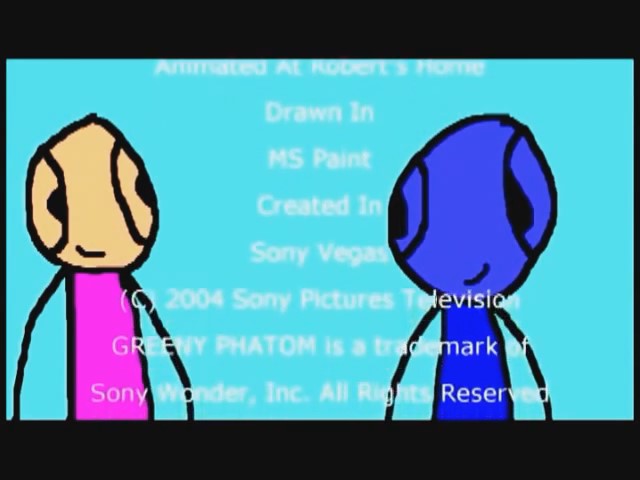 Animated At Robert's Home
Drawn In
MS Paint
Created In
Sony Vegas
(C) 2004 Sony Pictures Television
GREENY PHATOM is a trademark of
Sony Wonder, Inc. All Rights Reserved